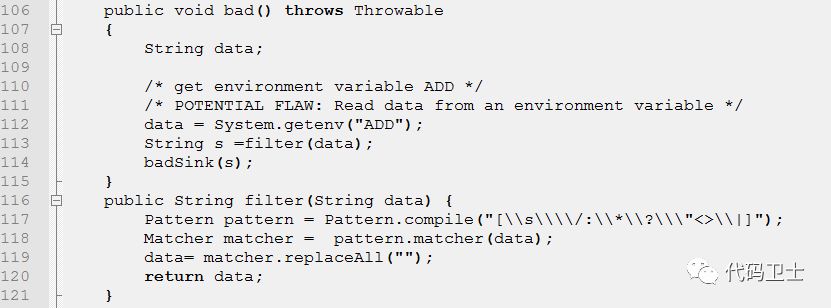 106 public void bad() throws Throwable
107 {
108 String data;
109
110 /* get environment variable ADD */
111 /* POTENTIAL FLAW: Read data from an environment variable */
112 data = System.getenv("ADD");
113 String s =filter(data);
114 badSink(s);
115 }
116 public String filter(String data) {
117 Pattern pattern = Pattern.compile("[\\s\\\\/:\\*\\?\\\"<>\\|]");
118 Matcher matcher =  pattern.matcher(data);
119 data= matcher.replaceAll("");
120 return data;
121 }
代码卫士